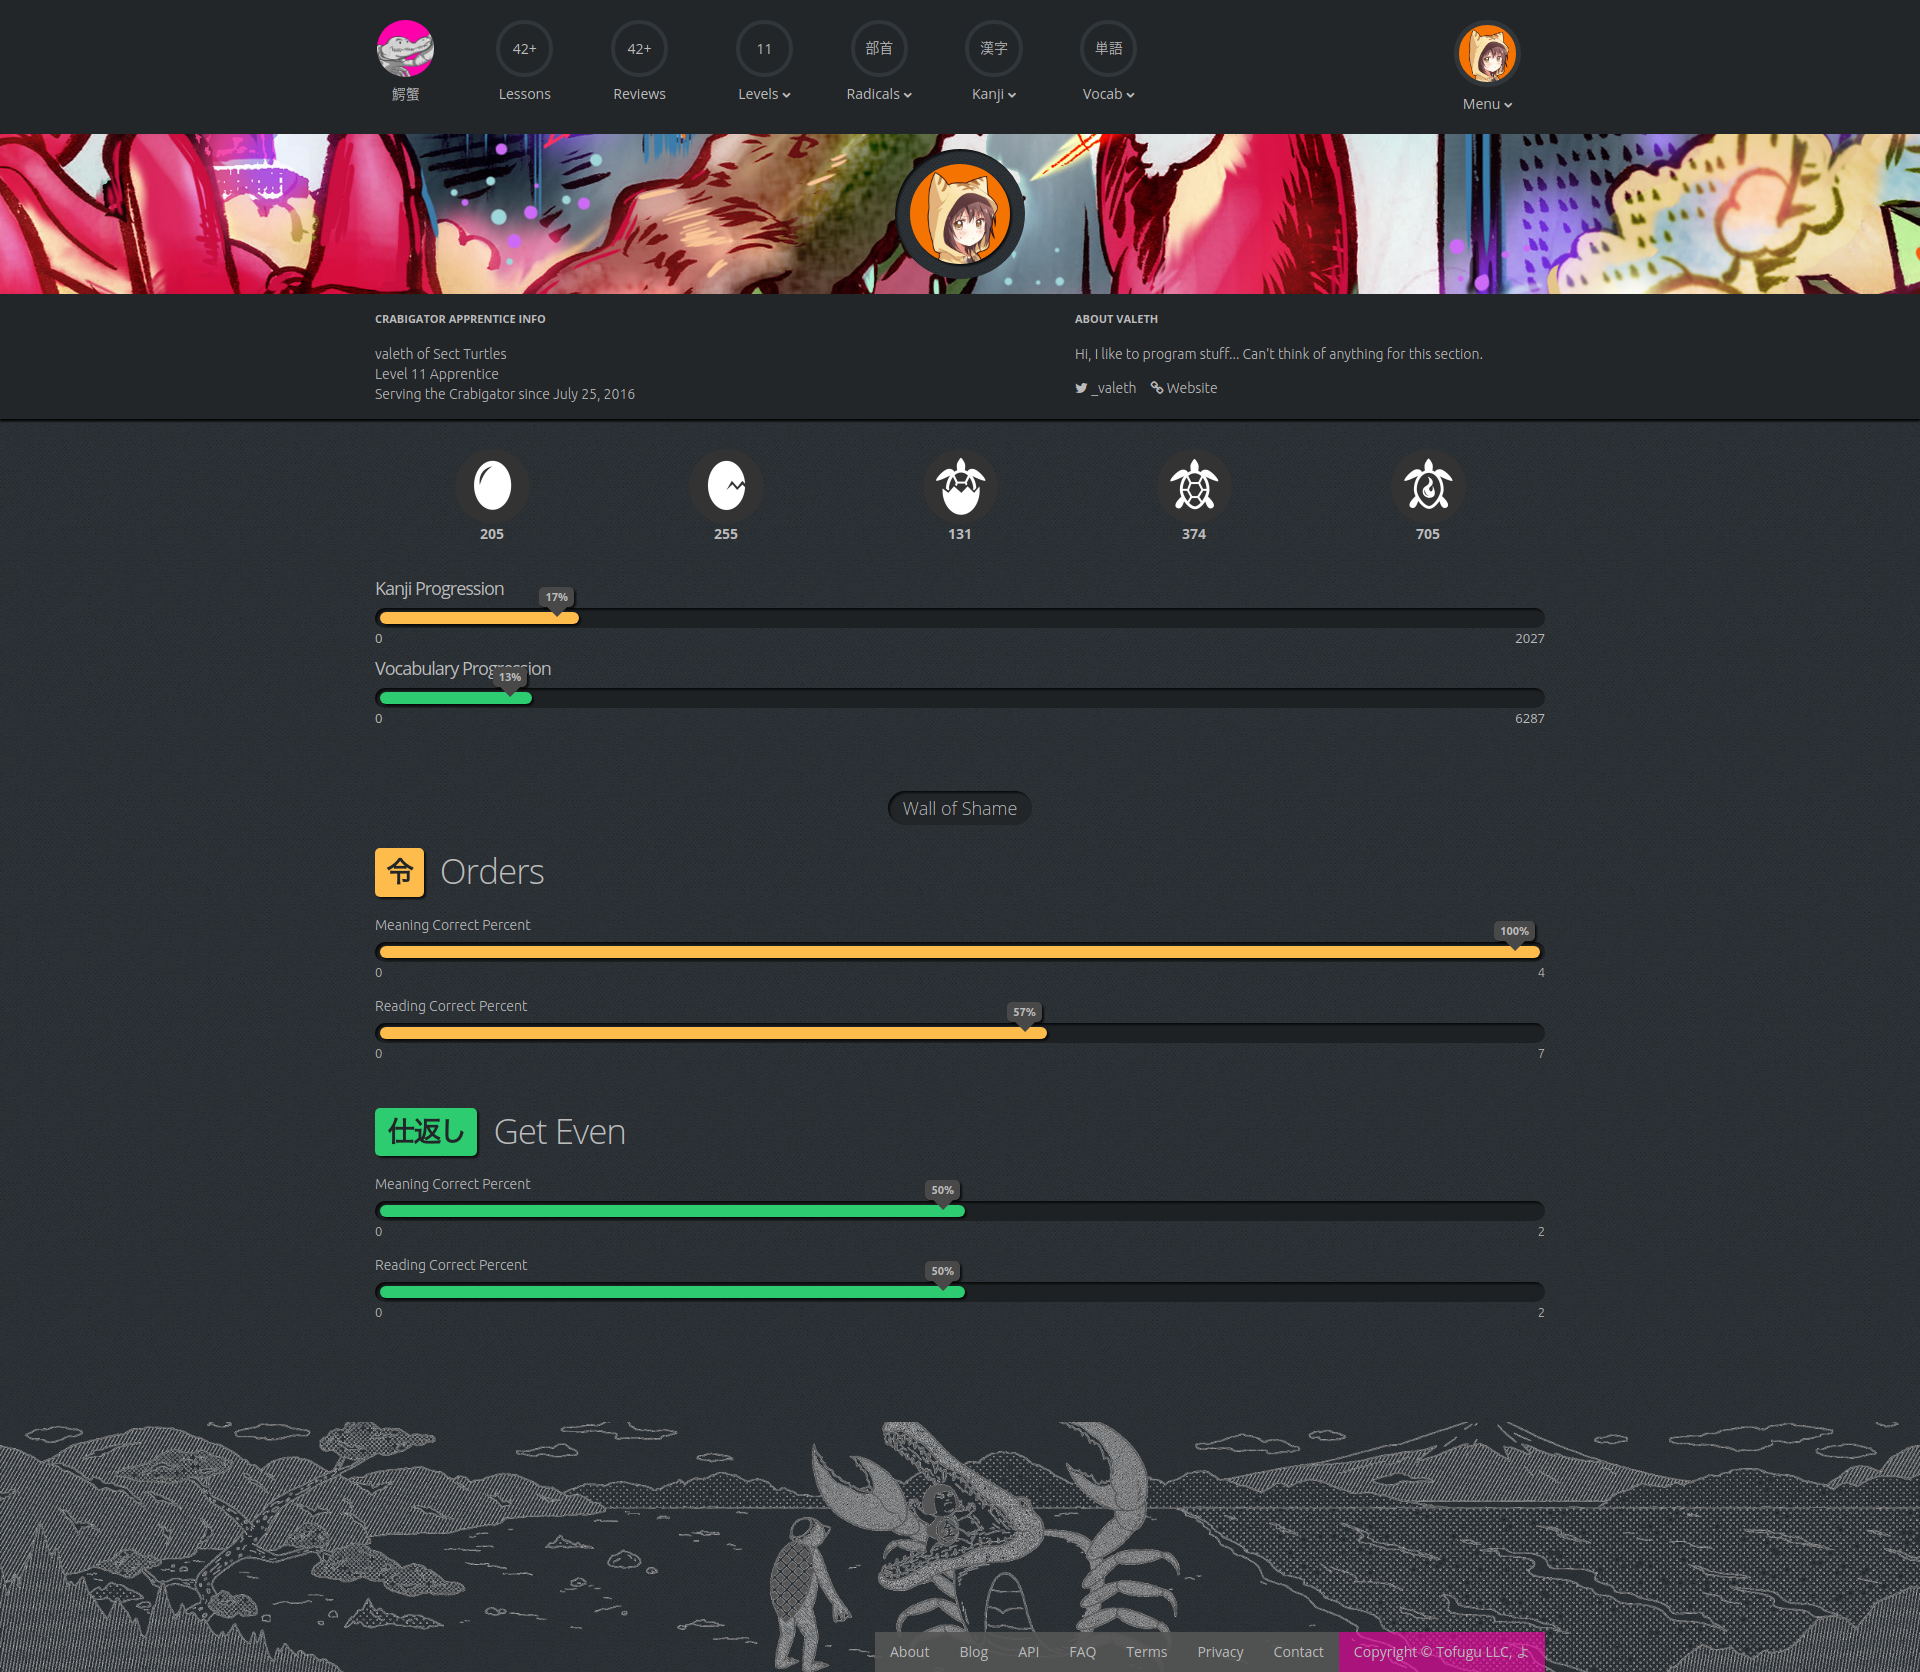 42+
42+
11
部首
漢字
単語
鰐蟹
Lessons
Reviews
Levels
Radicals
Kanji
Vocab
Menu
CRABIGATOR APPRENTICE INFO
valeth of Sect Turtles
Level 11 Apprentice
Serving the Crabigator since July 25, 2016
ABOUT VALETH
Hi, I like to program stuff... Can't think of anything for this section.
_valeth Website
205
255
131
374
705
Kanji Progression
17%
0
2027
Vocabulary Progression
13%
0
6287
Wall of Shame
令 Orders
Meaning Correct Percent
100%
0
4
Reading Correct Percent
57%
0
7
仕返し Get Even
Meaning Correct Percent
50%
0
2
Reading Correct Percent
50%
0
2
About Blog API FAQ Terms Privacy Contact Copyright © Tofugu LLC, よ